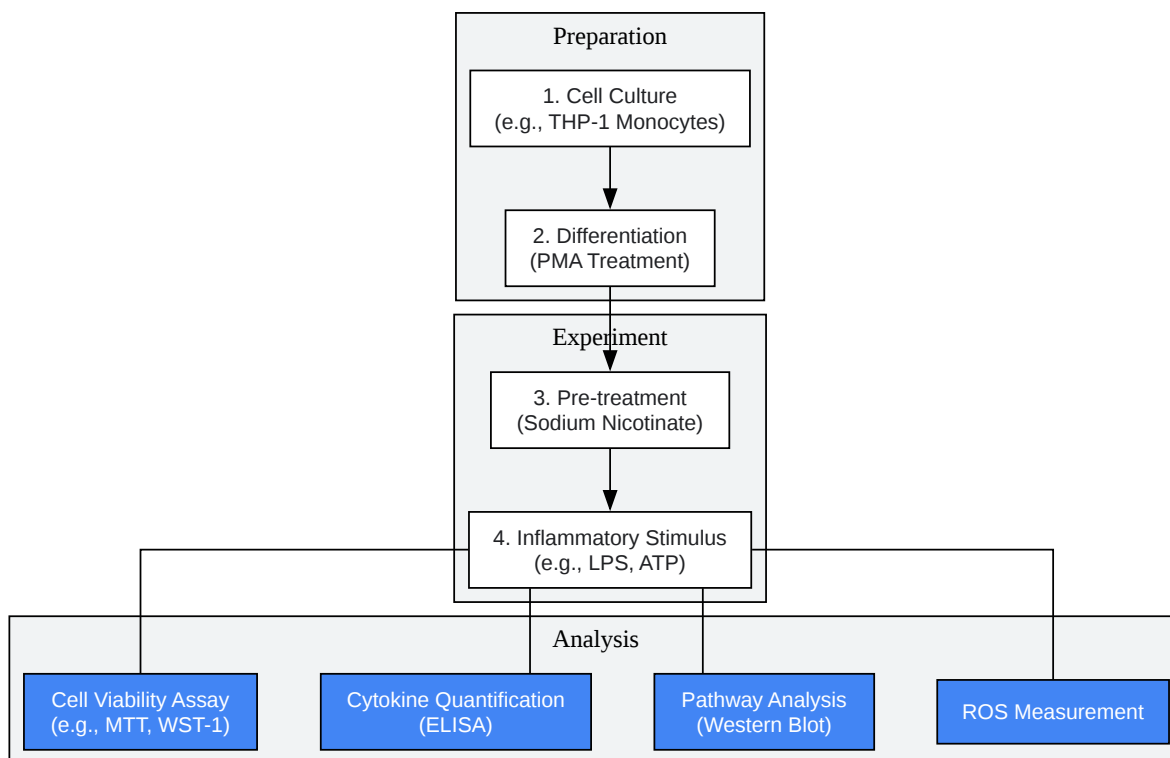 Preparation
1. Cell Culture
(e.g., THP-1 Monocytes)
2. Differentiation
(PMA Treatment)
Experiment
3. Pre-treatment
(Sodium Nicotinate)
4. Inflammatory Stimulus
(e.g., LPS, ATP)
Analysis
Cell Viability Assay
(e.g., MTT, WST-1)
Cytokine Quantification
(ELISA)
Pathway Analysis
(Western Blot)
ROS Measurement